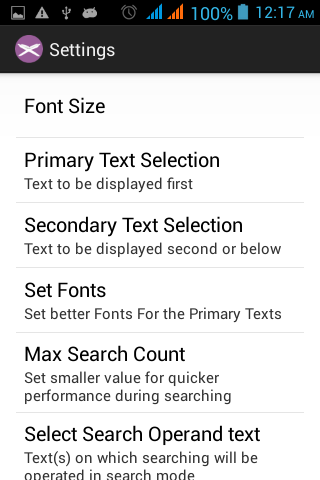 100% 12:17 AM
Settings
Font Size
Primary Text Selection
Text to be displayed first
Secondary Text Selection
Text to be displayed second or below
Set Fonts
Set better Fonts For the Primary Texts
Max Search Count
Set smaller value for quicker
performance during searching
Select Search Operand text
Text(s) on which searching will be
operated in search mode